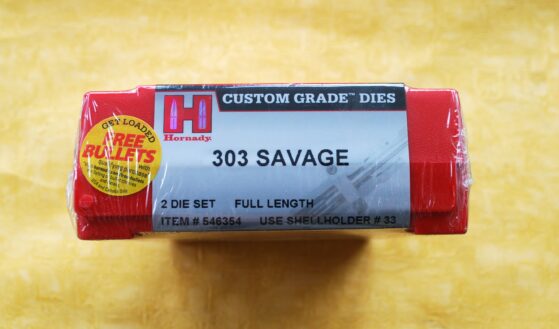 CUSTOM GRADE™ DIES
H
Hornady
303 SAVAGE
2 DIE SET FULL LENGTH
ITEM # 546354 USE SHELLHOLDER # 33
GET LOADED
FREE
BULLETS